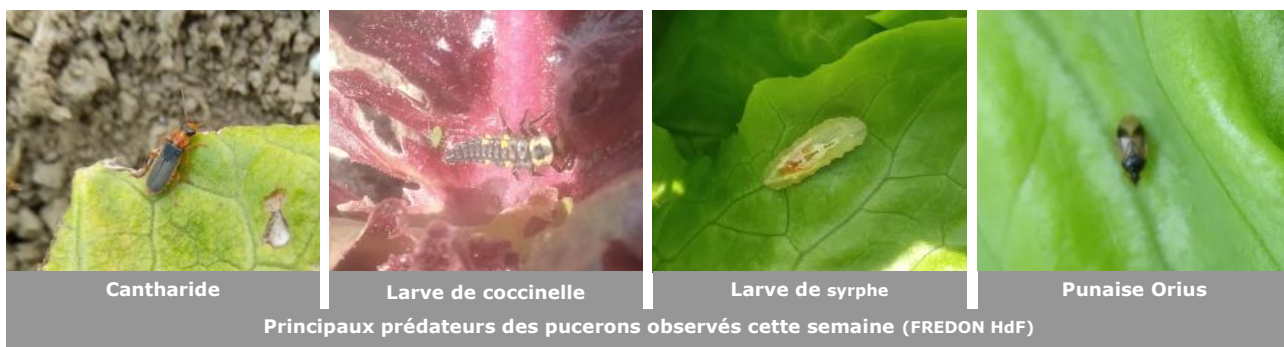 Cantharide
Larve de coccinelle
Larve de syrphe
Punaise Orius
Principaux prédateurs des pucerons observés cette semaine (FREDON HdF)